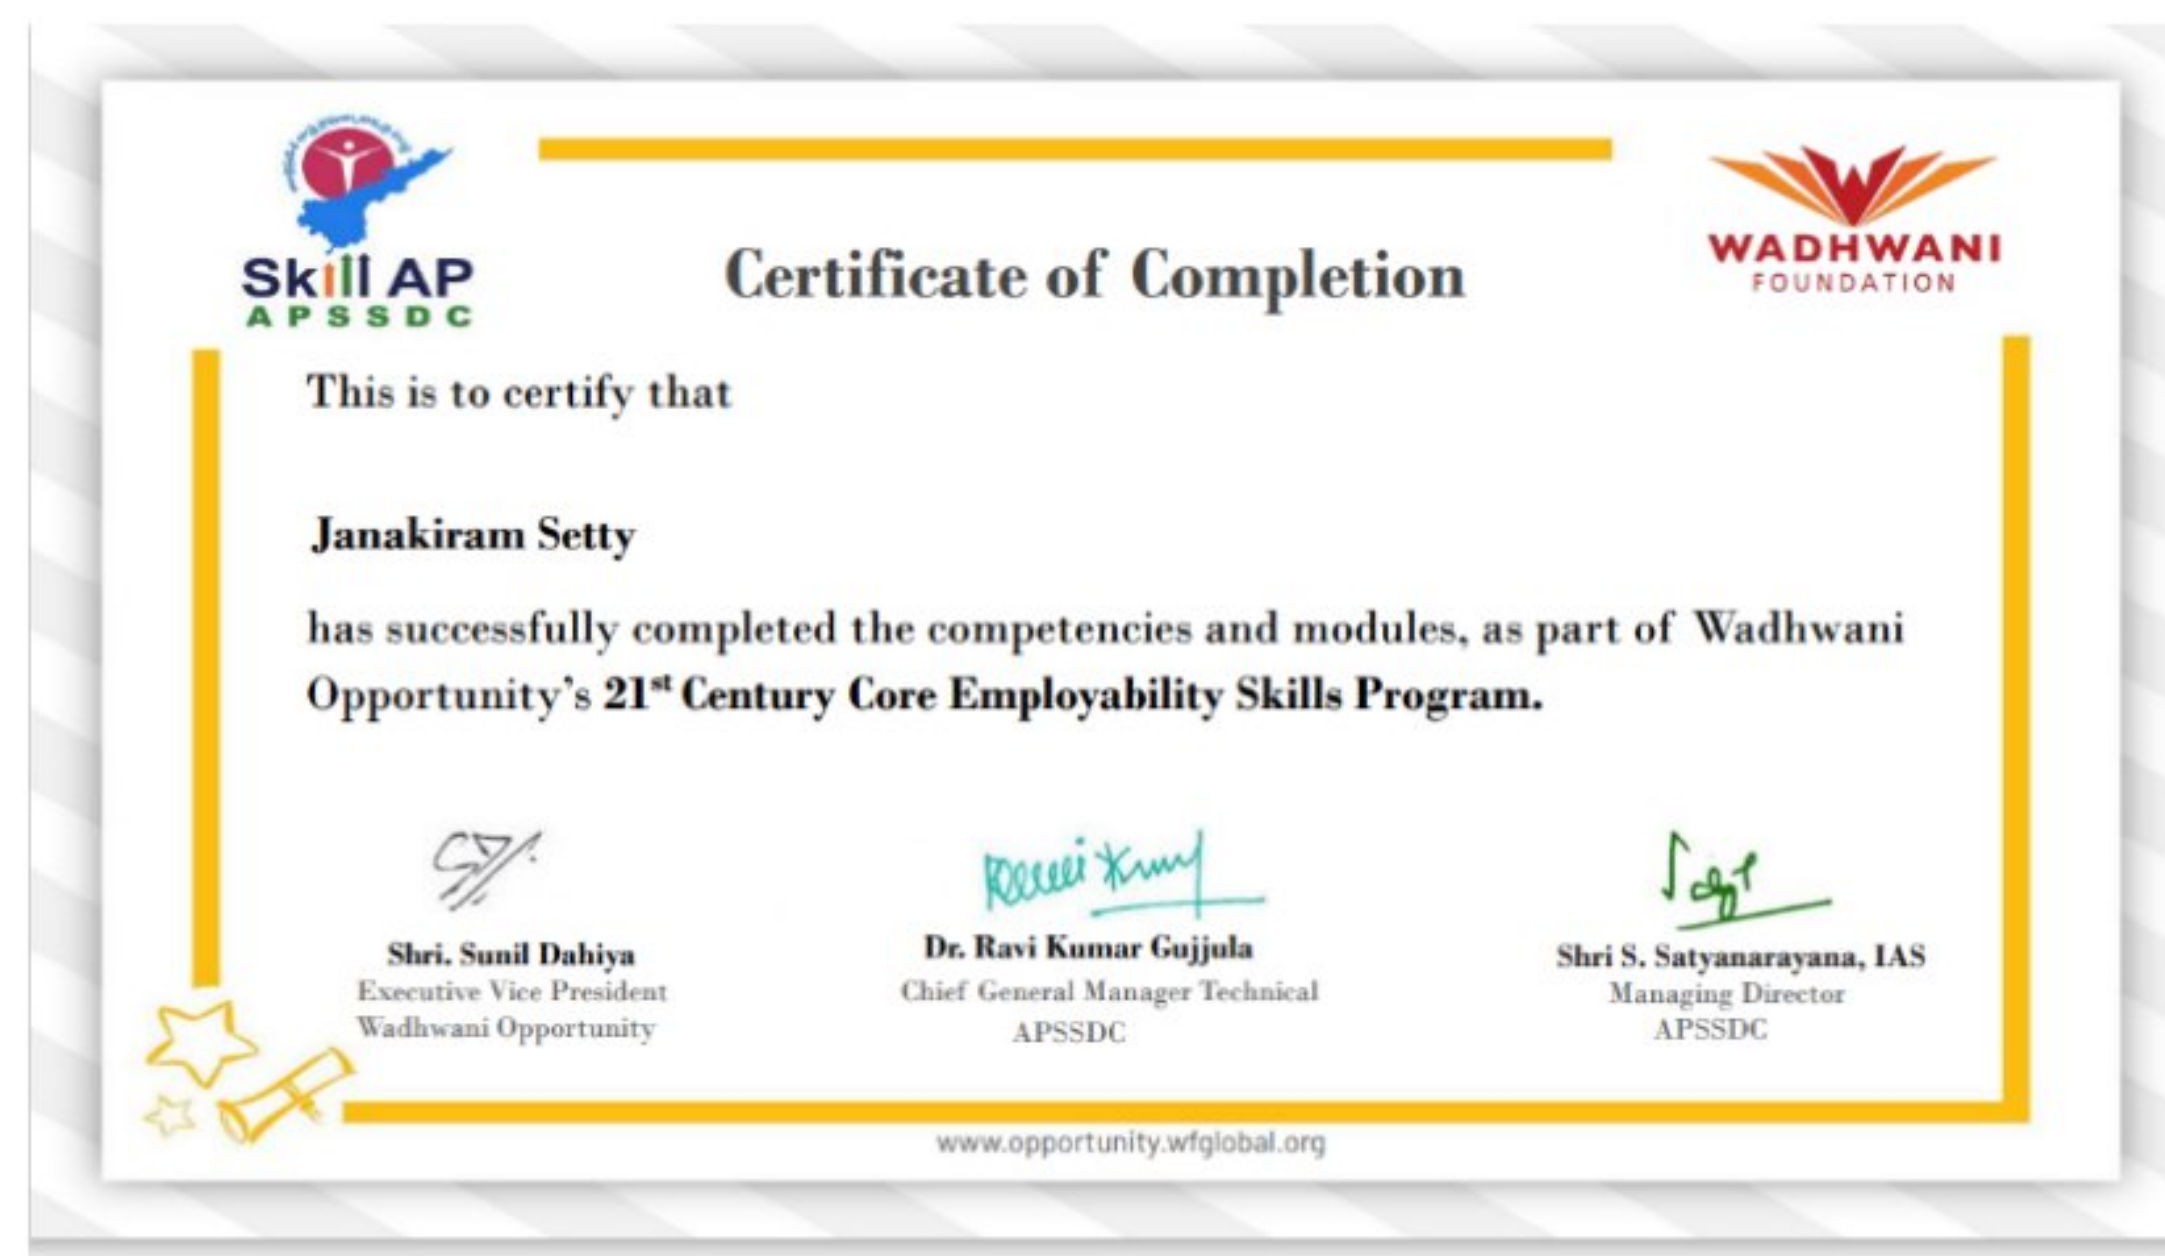 Skill AP
APSSDC
WADHWANI
FOUNDATION
Certificate of Completion
This is to certify that
Janakiram Setty
has successfully completed the competencies and modules, as part of Wadhwani
Opportunity's 21st Century Core Employability Skills Program.
Shri. Sunil Dahiya
Executive Vice President
Wadhwani Opportunity
Ravi Kumar
Dr. Ravi Kumar Gujjula
Chief General Manager Technical
APSSDC
Shri S. Satyanarayana, IAS
Managing Director
APSSDC
www.opportunity.wfglobal.org